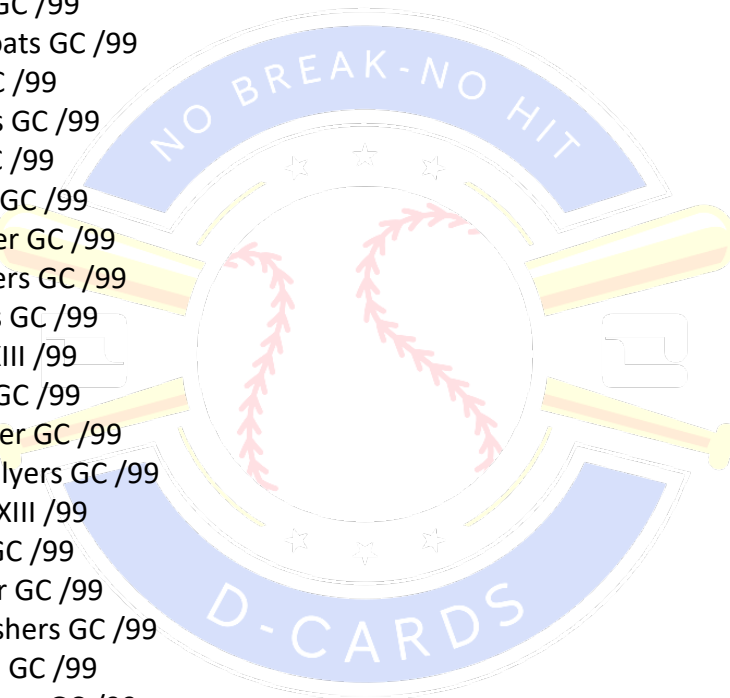 GC /99
oats GC /99
C /99
s GC /99
C /99
GC /99
er GC /99
ers GC /99
s GC /99
XIII /99
GC /99
er GC /99
lyers GC /99
XIII /99
GC /99
r GC /99
shers GC /99
GC /99
NO BREAK-NO HIT
D-CARDS